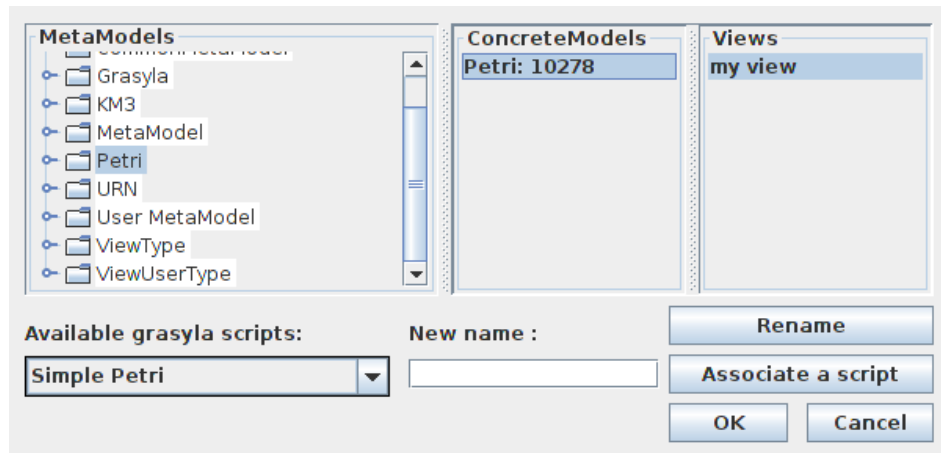 MetaModels
Grasyla
KM3
MetaModel
Petri
URN
User MetaModel
ViewType
ViewUserType
ConcreteModels
Petri: 10278
Views
my view
Available grasyla scripts:
Simple Petri
New name :
Rename
Associate a script
OK
Cancel